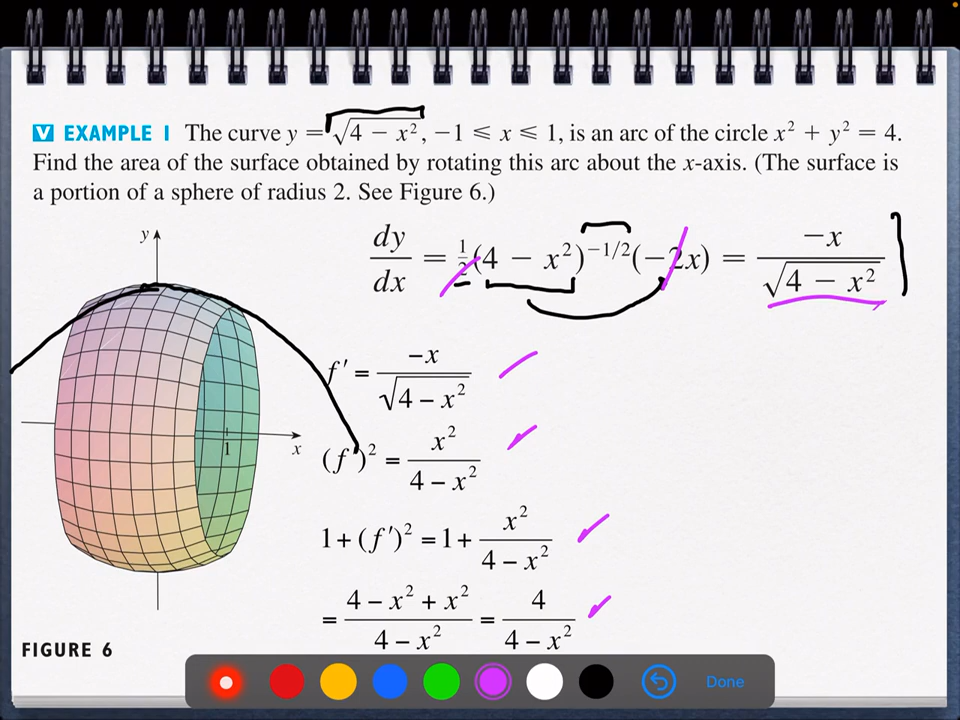 V EXAMPLE 1 The curve y = √(4 − x²), −1 ⩽ x ⩽ 1, is an arc of the circle x² + y² = 4.
Find the area of the surface obtained by rotating this arc about the x-axis. (The surface is
a portion of a sphere of radius 2. See Figure 6.)
dy/dx = ½(4 − x²)^(−1/2)(−2x) = −x/√(4 − x²)
y
x
1
f′ = −x/√(4 − x²)
(f′)² = x²/(4 − x²)
1 + (f′)² = 1 + x²/(4 − x²)
= (4 − x² + x²)/(4 − x²) = 4/(4 − x²)
FIGURE 6
Done